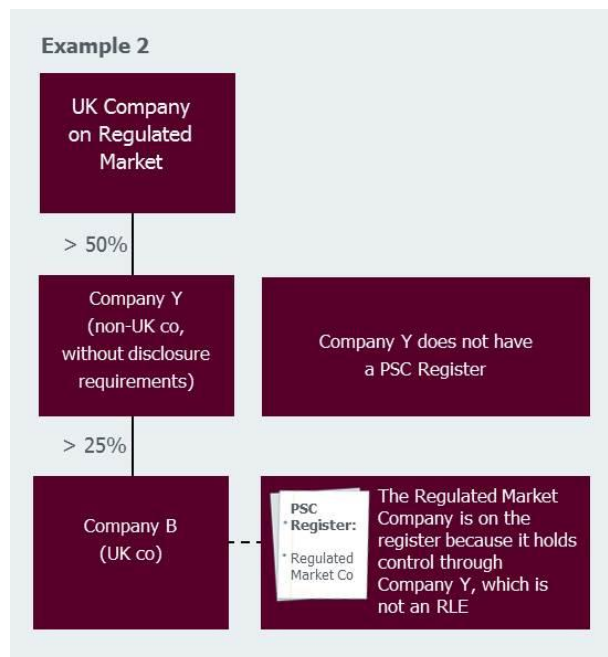 Example 2
UK Company
on Regulated
Market
> 50%
Company Y
(non-UK co,
without disclosure
requirements)
Company Y does not have
a PSC Register
> 25%
Company B
(UK co)
PSC
* Register:
* Regulated
Market Co
The Regulated Market
Company is on the
register because it holds
control through
Company Y, which is
not an RLE